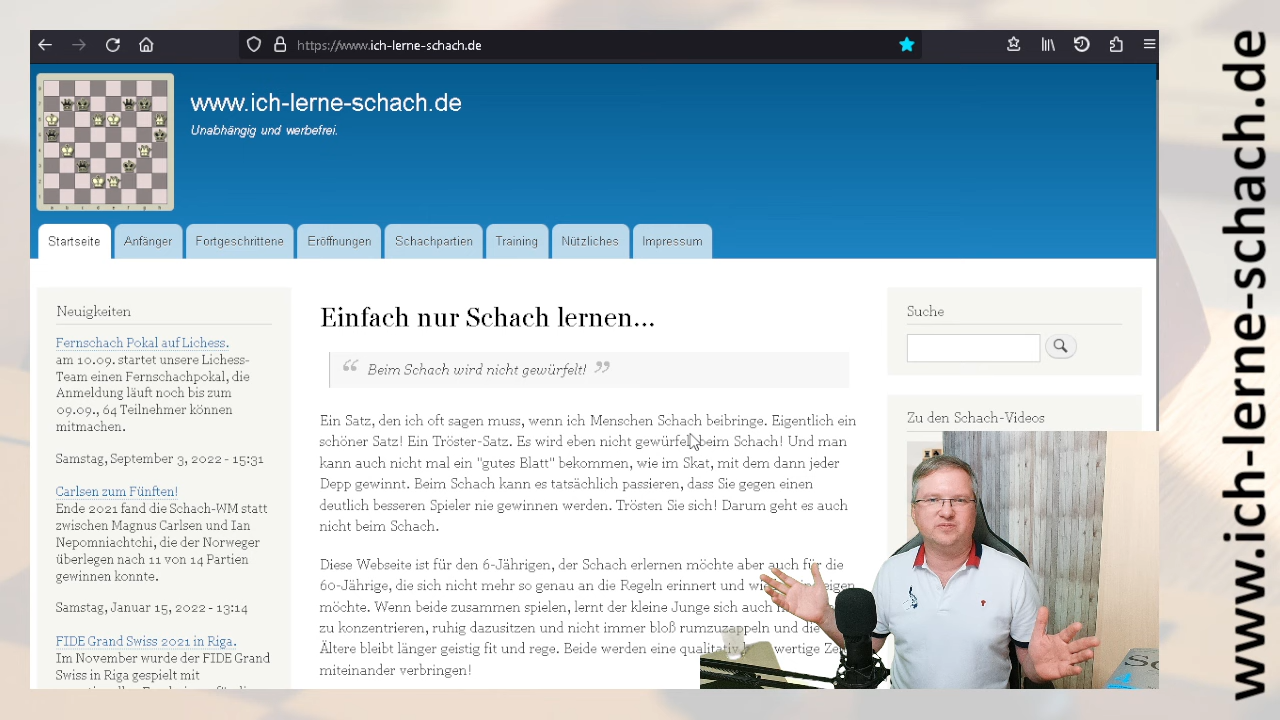 https://www.ich-lerne-schach.de
www.ich-lerne-schach.de
Unabhängig und werbefrei.
Startseite
Anfänger
Fortgeschrittene
Eröffnungen
Schachpartien
Training
Nützliches
Impressum
Neuigkeiten
Fernschach Pokal auf Lichess.
am 10.09. startet unsere Lichess-
Team einen Fernschachpokal, die
Anmeldung läuft noch bis zum
09.09., 64 Teilnehmer können
mitmachen.
Samstag, September 3, 2022 - 15:31
Carlsen zum Fünften!
Ende 2021 fand die Schach-WM statt
zwischen Magnus Carlsen und Ian
Nepomniachtchi, die der Norweger
überlegen nach 11 von 14 Partien
gewinnen konnte.
Samstag, Januar 15, 2022 - 13:14
FIDE Grand Swiss 2021 in Riga.
Im November wurde der FIDE Grand
Swiss in Riga gespielt mit
Einfach nur Schach lernen...
“ Beim Schach wird nicht gewürfelt! ”
Ein Satz, den ich oft sagen muss, wenn ich Menschen Schach beibringe. Eigentlich ein
schöner Satz! Ein Tröster-Satz. Es wird eben nicht gewürfelt beim Schach! Und man
kann auch nicht mal ein "gutes Blatt" bekommen, wie im Skat, mit dem dann jeder
Depp gewinnt. Beim Schach kann es tatsächlich passieren, dass Sie gegen einen
deutlich besseren Spieler nie gewinnen werden. Trösten Sie sich! Darum geht es auch
nicht beim Schach.
Diese Webseite ist für den 6-Jährigen, der Schach erlernen möchte aber auch für die
60-Jährige, die sich nicht mehr so genau an die Regeln erinnert und
möchte. Wenn beide zusammen spielen, lernt der kleine Junge sich auch
zu konzentrieren, ruhig dazusitzen und nicht immer bloß rumzuzappeln und die
Ältere bleibt länger geistig fit und rege. Beide werden eine
miteinander verbringen!
Suche
Zu den Schach-Videos
www.ich-lerne-schach.de